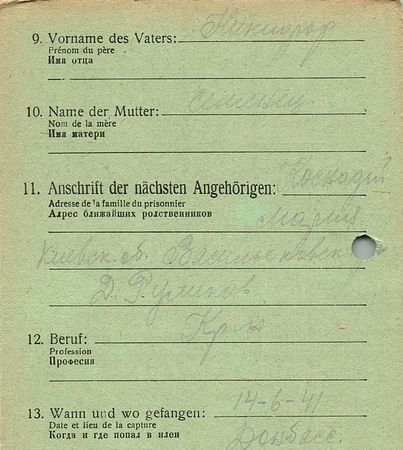 9. Vorname des Vaters: Никифор
Prénom du père
Имя отца
10. Name der Mutter:
Nom de la mère
Имя матери
11. Anschrift der nächsten Angehörigen:
Adresse de la famille du prisonnier
Адрес ближайших родственников
Мария
Киевск. об.
Д.
12. Beruf:
Profession
Професия
13. Wann und wo gefangen: 14-6-41
Date et lieu de la capture
Когда и где попал в плен Донбасс.